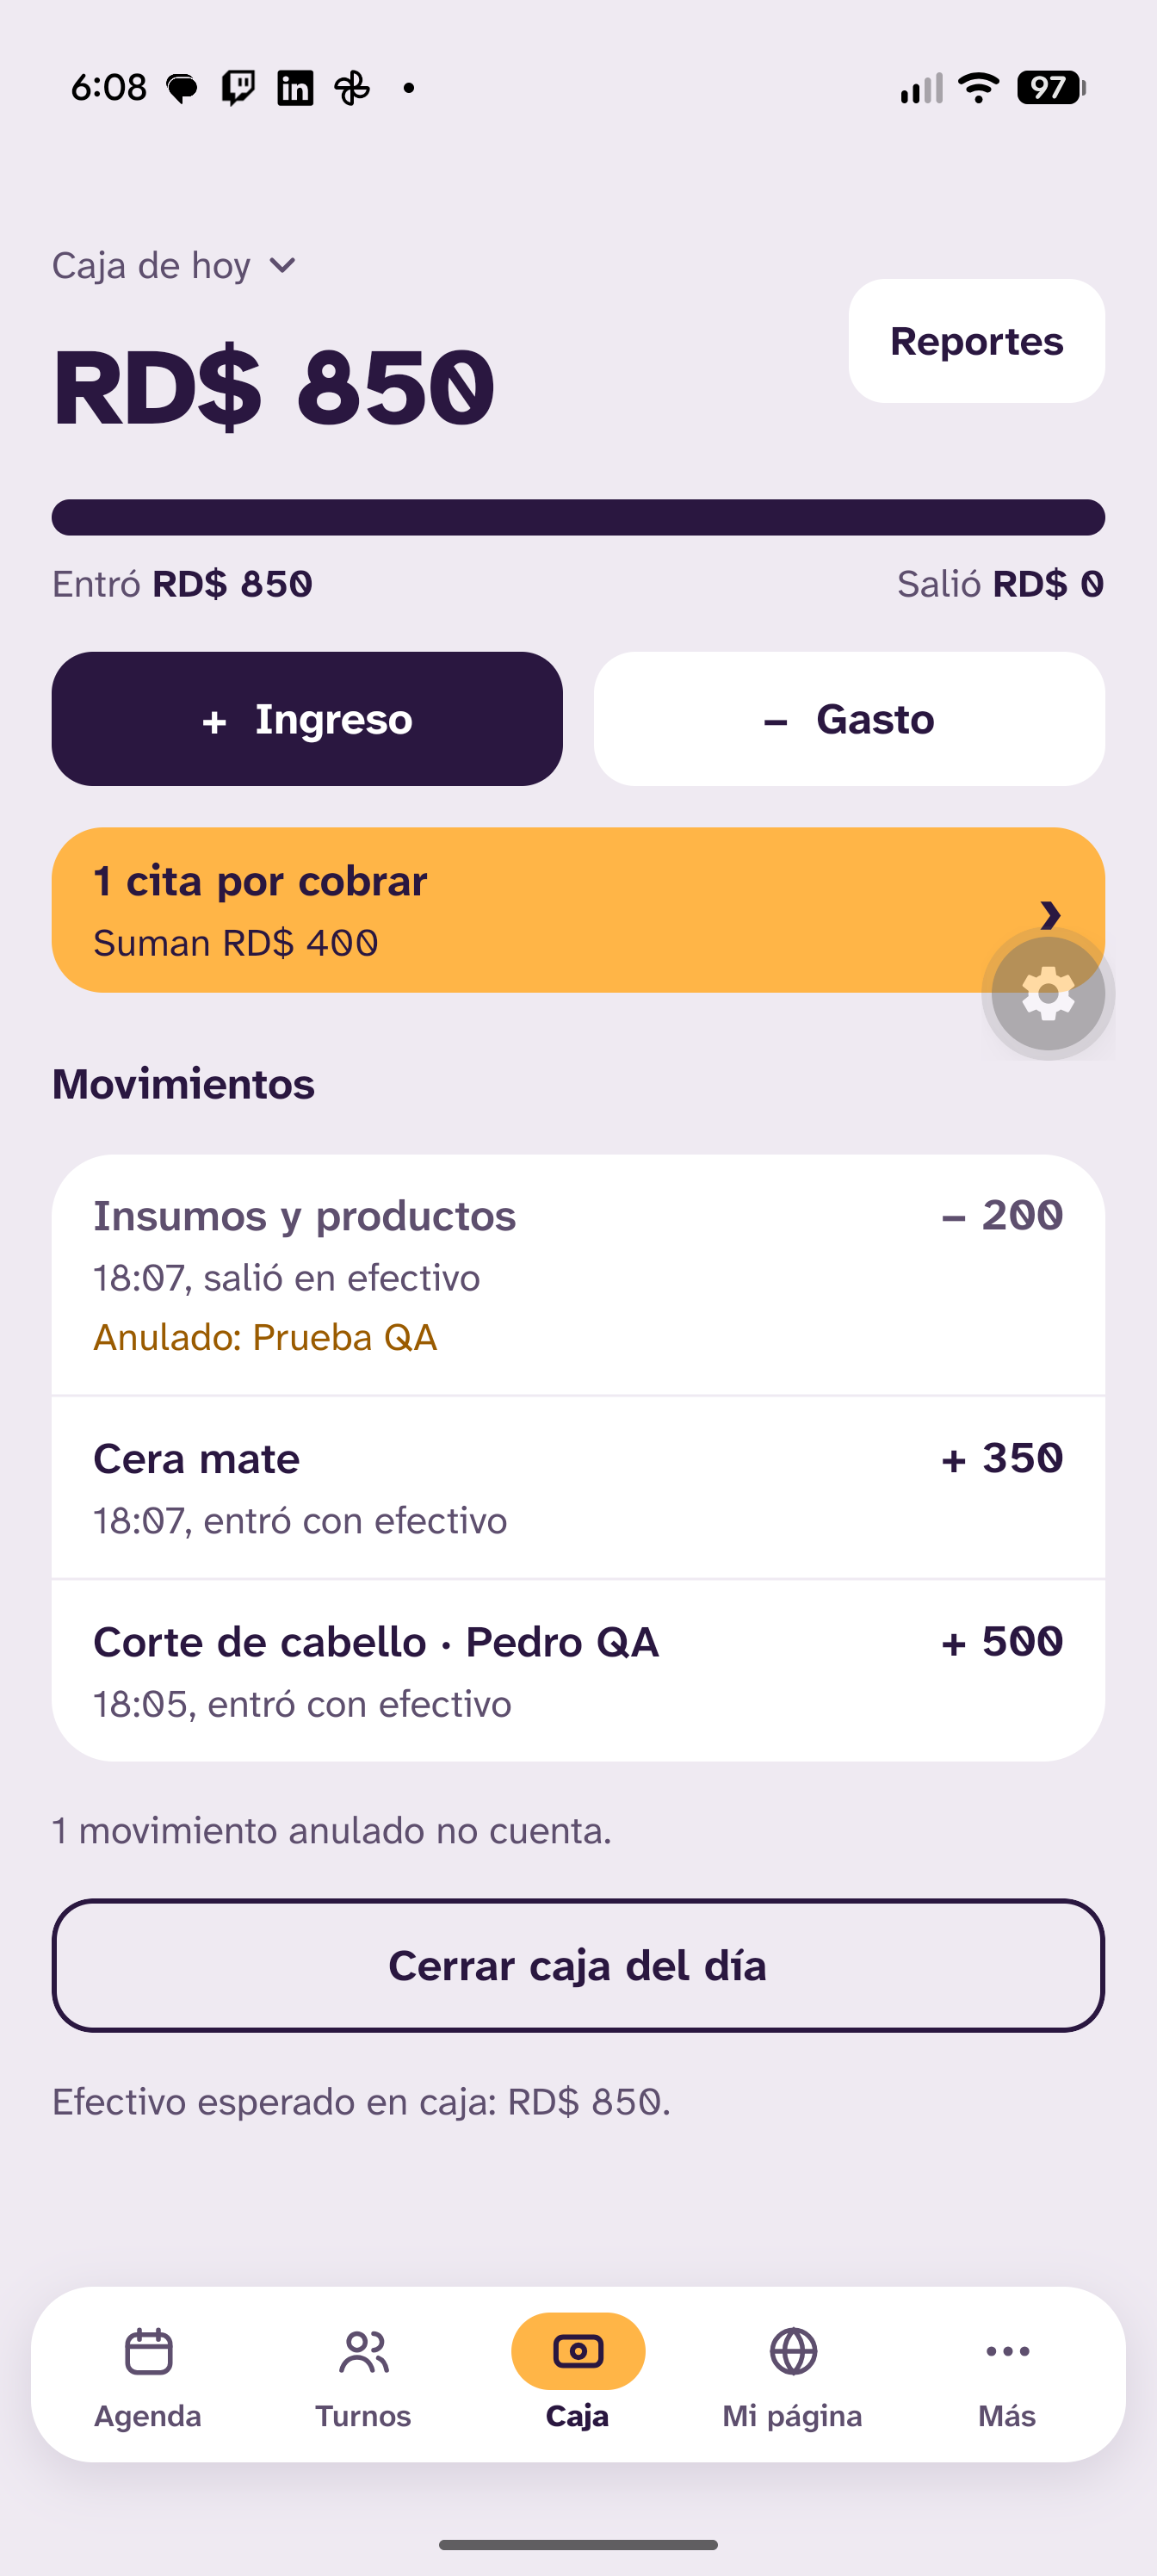 6:08
97
Caja de hoy
RD$ 850
Reportes
Entró RD$ 850
Salió RD$ 0
+ Ingreso
– Gasto
1 cita por cobrar
Suman RD$ 400
Movimientos
Insumos y productos – 200
18:07, salió en efectivo
Anulado: Prueba QA
Cera mate + 350
18:07, entró con efectivo
Corte de cabello · Pedro QA + 500
18:05, entró con efectivo
1 movimiento anulado no cuenta.
Cerrar caja del día
Efectivo esperado en caja: RD$ 850.
Agenda
Turnos
Caja
Mi página
Más